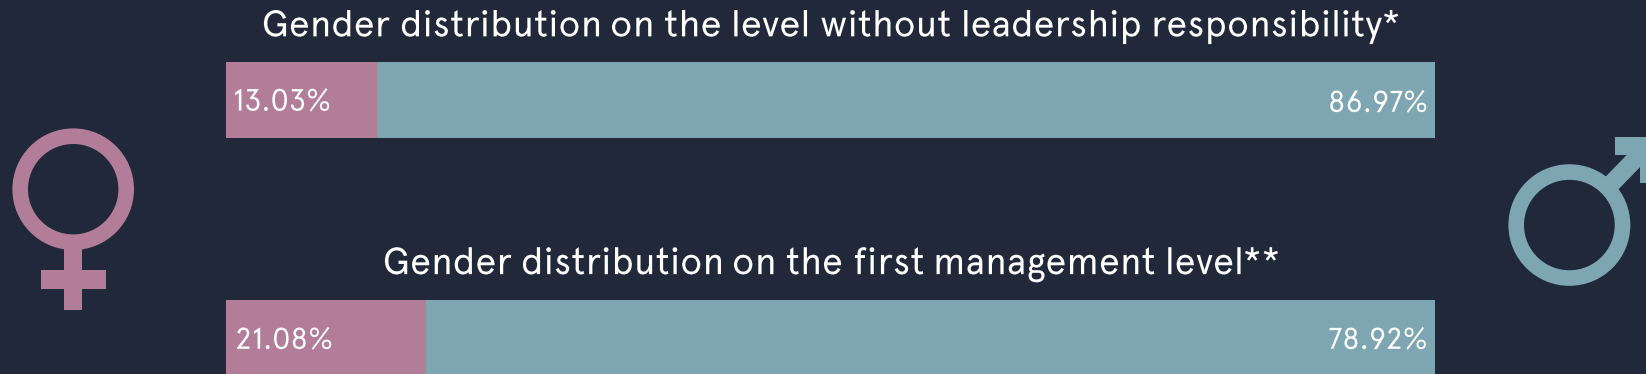 Gender distribution on the level without leadership responsibility*
13.03%
86.97%
Gender distribution on the first management level**
21.08%
78.92%